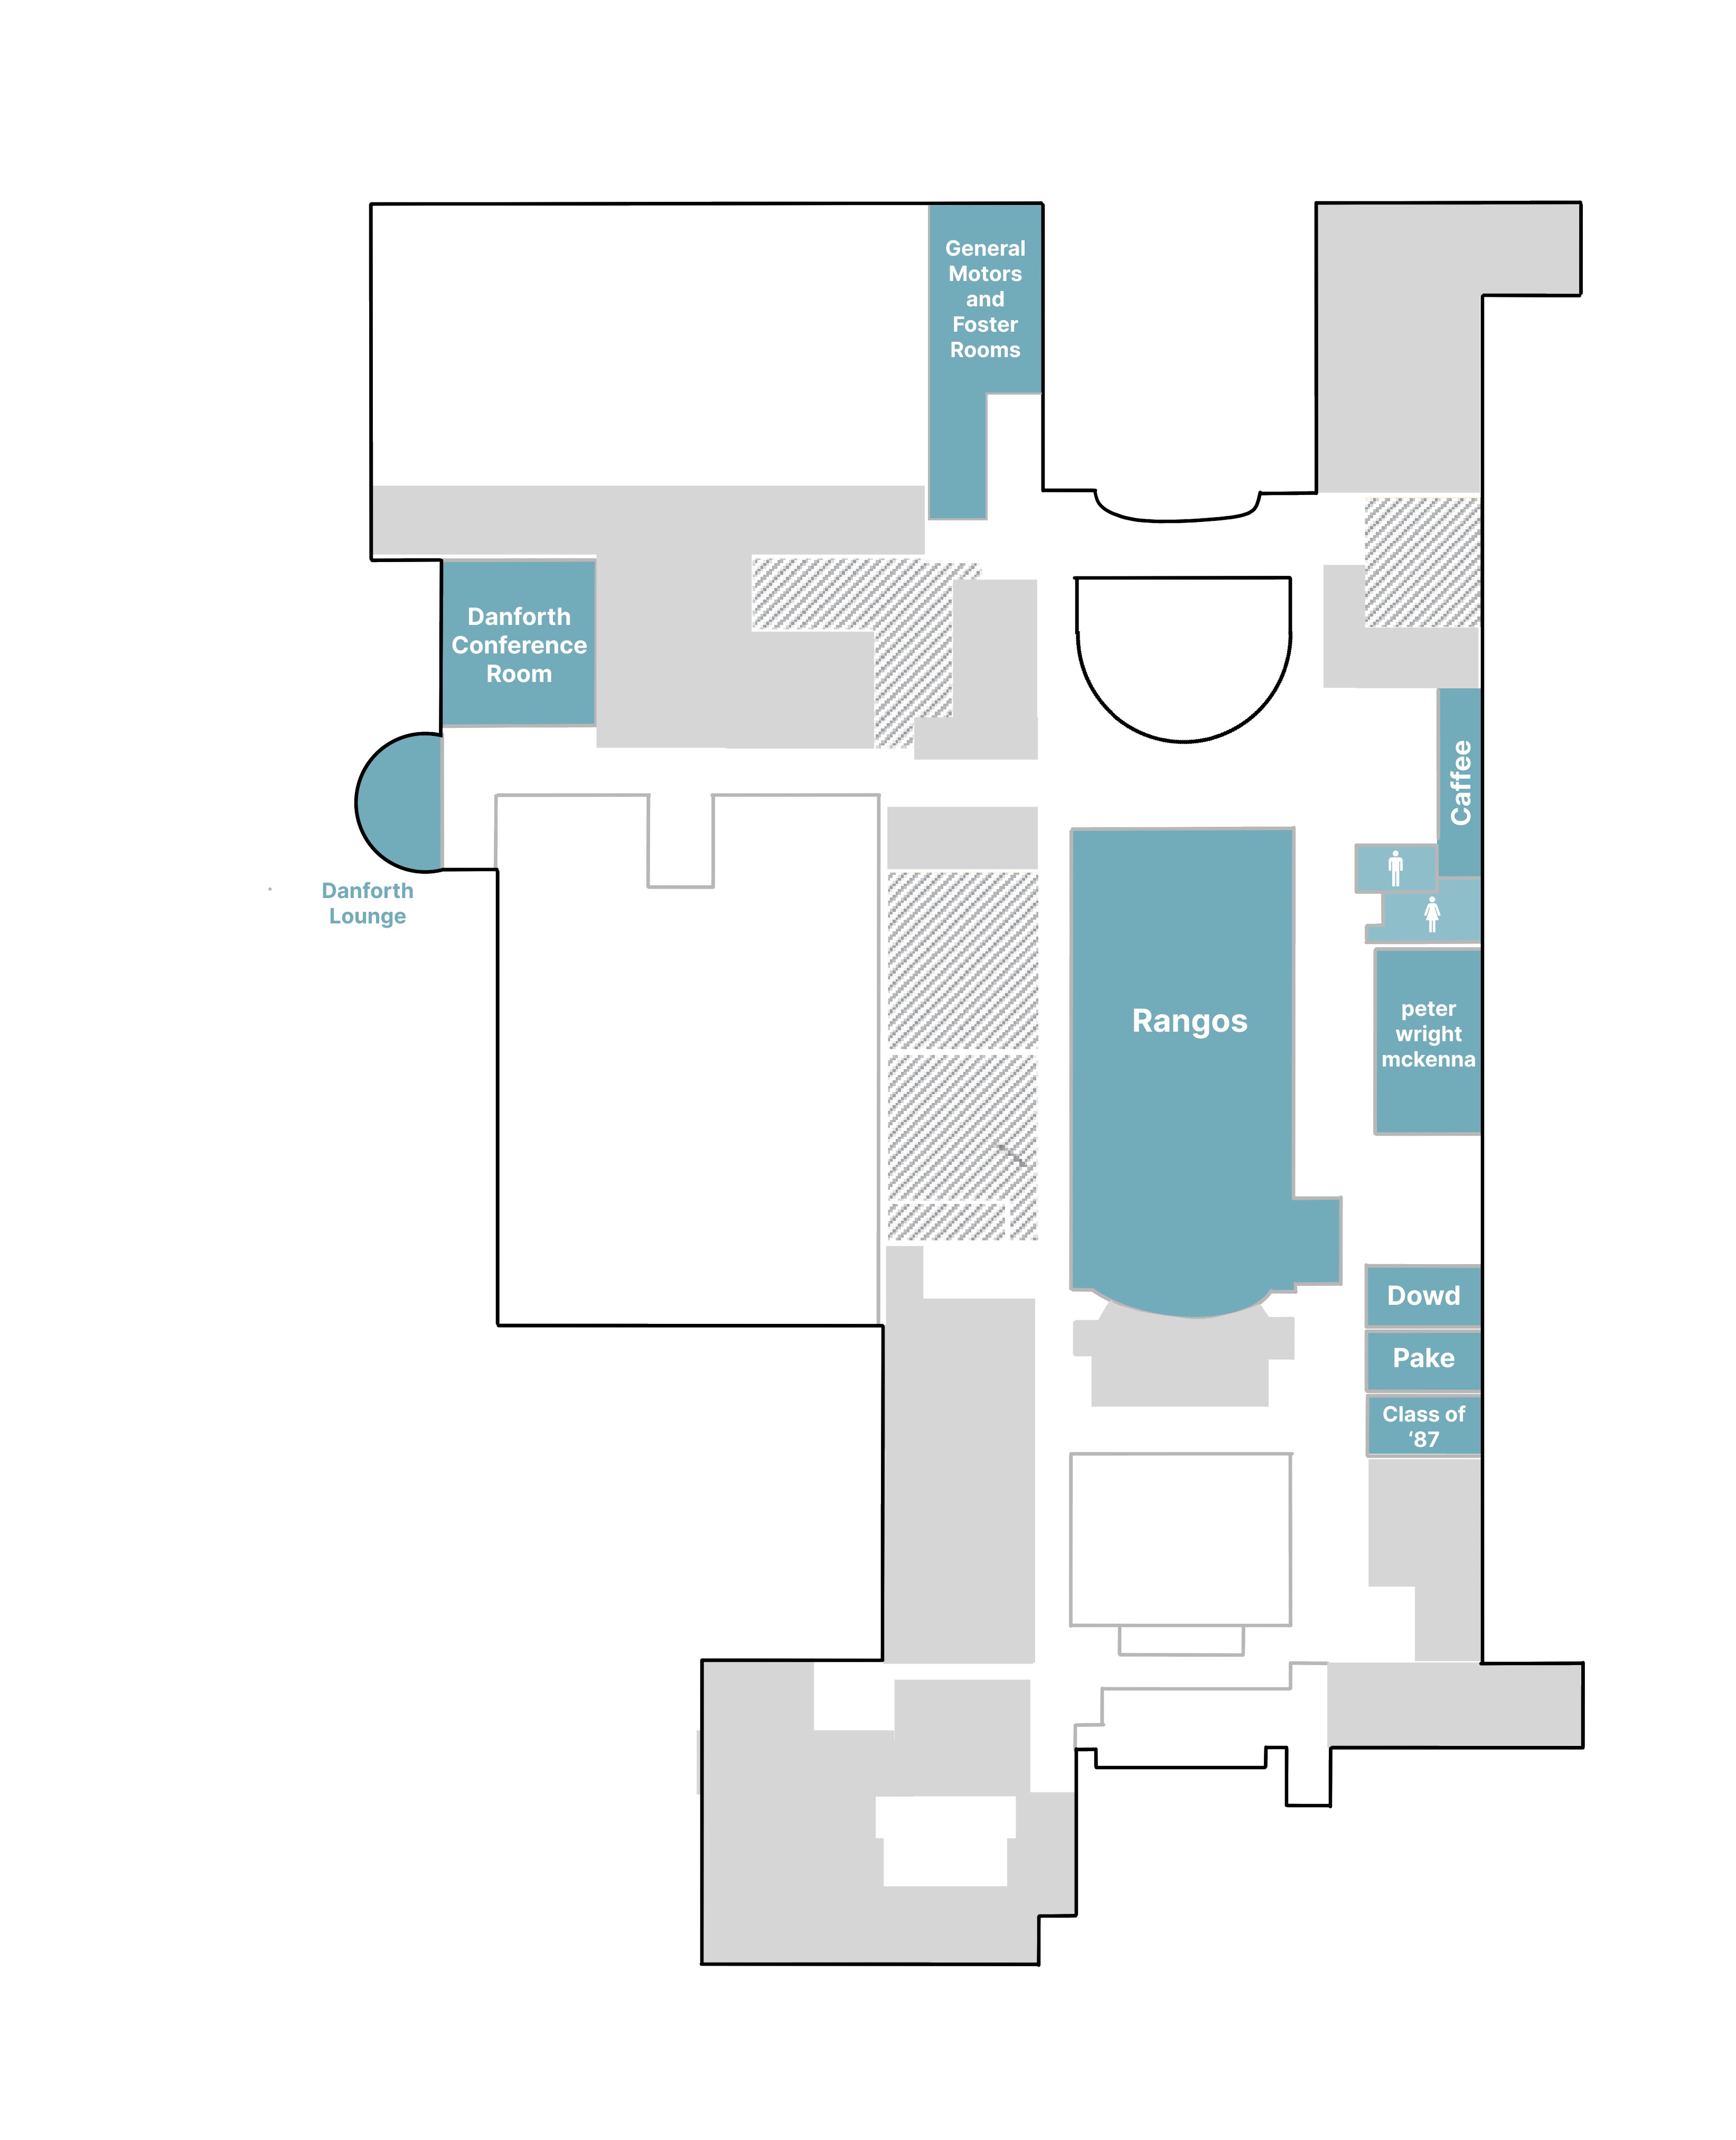 General
Motors
and
Foster
Rooms
Danforth
Conference
Room
Caffee
Danforth
Lounge
Rangos
peter
wright
mckenna
Dowd
Pake
Class of
‘87